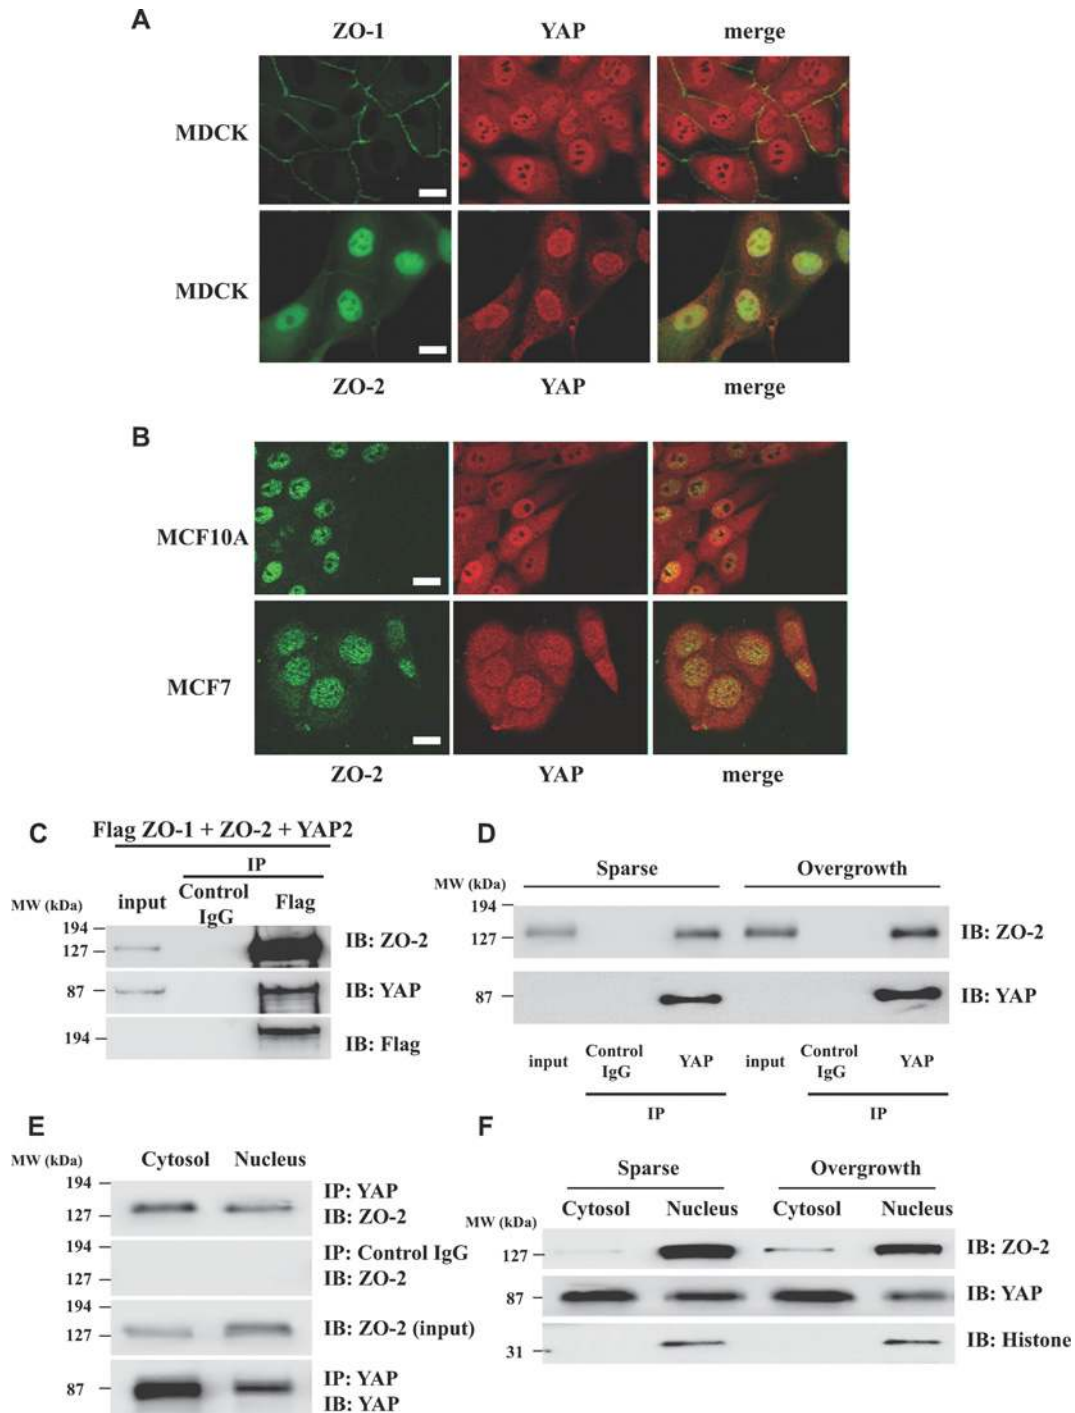 A
ZO-1 YAP merge
MDCK
MDCK
ZO-2 YAP merge
B
MCF10A
MCF7
ZO-2 YAP merge
C
Flag ZO-1 + ZO-2 + YAP2
IP
MW (kDa) input Control IgG Flag
194
127
IB: ZO-2
87
IB: YAP
194
IB: Flag
D
Sparse Overgrowth
MW (kDa)
194
127
IB: ZO-2
87
IB: YAP
input Control IgG YAP input Control IgG YAP
IP IP
E
MW (kDa) Cytosol Nucleus
194
127
IP: YAP
IB: ZO-2
194
127
IP: Control IgG
IB: ZO-2
194
127
IB: ZO-2 (input)
87
IP: YAP
IB: YAP
F
Sparse Overgrowth
MW (kDa) Cytosol Nucleus Cytosol Nucleus
127
IB: ZO-2
87
IB: YAP
31
IB: Histone